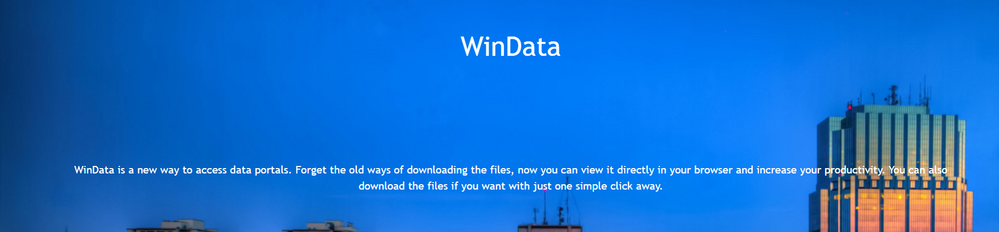 WinData
WinData is a new way to access data portals. Forget the old ways of downloading the files, now you can view it directly in your browser and increase your productivity. You can also
download the files if you want with just one simple click away.